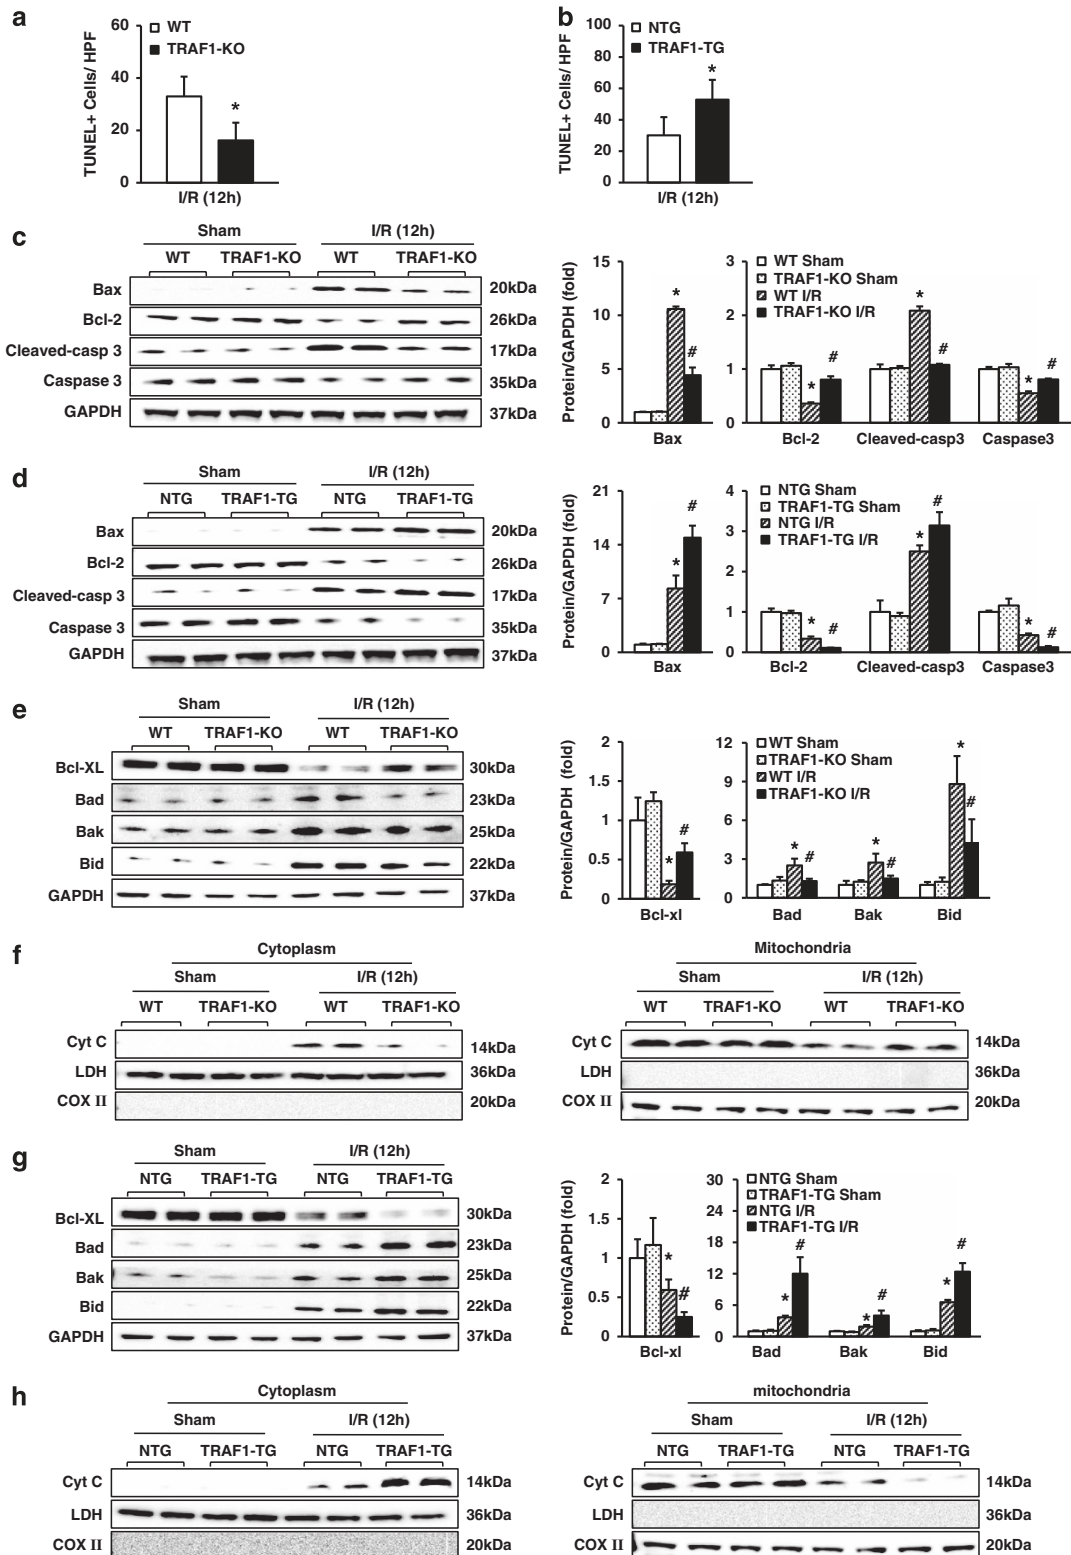 a
60
40
20
0
TUNEL+ Cells/ HPF
WT
TRAF1-KO
*
I/R (12h)
b
100
80
60
40
20
0
TUNEL+ Cells/ HPF
NTG
TRAF1-TG
*
I/R (12h)
c
Sham I/R (12h)
WT TRAF1-KO WT TRAF1-KO
Bax 20kDa
Bcl-2 26kDa
Cleaved-casp 3 17kDa
Caspase 3 35kDa
GAPDH 37kDa
Protein/GAPDH (fold)
15
10
5
0
* #
Bax
3
2
1
0
WT Sham
TRAF1-KO Sham
WT I/R
TRAF1-KO I/R
* # * # * #
Bcl-2 Cleaved-casp3 Caspase3
d
Sham I/R (12h)
NTG TRAF1-TG NTG TRAF1-TG
Bax 20kDa
Bcl-2 26kDa
Cleaved-casp 3 17kDa
Caspase 3 35kDa
GAPDH 37kDa
Protein/GAPDH (fold)
21
14
7
0
* #
Bax
4
3
2
1
0
NTG Sham
TRAF1-TG Sham
NTG I/R
TRAF1-TG I/R
* # * # * #
Bcl-2 Cleaved-casp3 Caspase3
e
Sham I/R (12h)
WT TRAF1-KO WT TRAF1-KO
Bcl-XL 30kDa
Bad 23kDa
Bak 25kDa
Bid 22kDa
GAPDH 37kDa
Protein/GAPDH (fold)
2
1.5
1
0.5
0
* #
Bcl-xl
12
9
6
3
0
WT Sham
TRAF1-KO Sham
WT I/R
TRAF1-KO I/R
* # * # * #
Bad Bak Bid
f
Cytoplasm
Sham I/R (12h)
WT TRAF1-KO WT TRAF1-KO
Cyt C 14kDa
LDH 36kDa
COX II 20kDa
Mitochondria
Sham I/R (12h)
WT TRAF1-KO WT TRAF1-KO
Cyt C 14kDa
LDH 36kDa
COX II 20kDa
g
Sham I/R (12h)
NTG TRAF1-TG NTG TRAF1-TG
Bcl-XL 30kDa
Bad 23kDa
Bak 25kDa
Bid 22kDa
GAPDH 37kDa
Protein/GAPDH (fold)
2
1.5
1
0.5
0
* #
Bcl-xl
30
24
18
12
6
0
NTG Sham
TRAF1-TG Sham
NTG I/R
TRAF1-TG I/R
* # * # * #
Bad Bak Bid
h
Cytoplasm
Sham I/R (12h)
NTG TRAF1-TG NTG TRAF1-TG
Cyt C 14kDa
LDH 36kDa
COX II 20kDa
mitochondria
Sham I/R (12h)
NTG TRAF1-TG NTG TRAF1-TG
Cyt C 14kDa
LDH 36kDa
COX II 20kDa